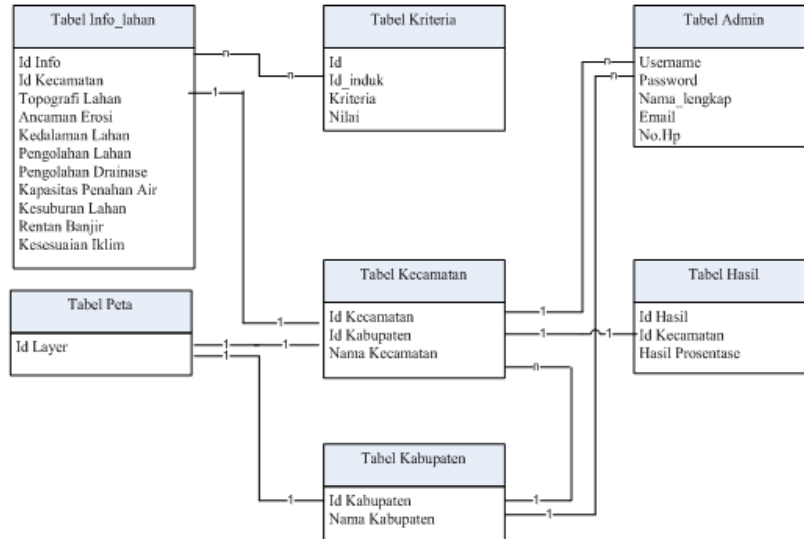 Tabel Info_lahan
Id Info
Id Kecamatan
Topografi Lahan
Ancaman Erosi
Kedalaman Lahan
Pengolahan Lahan
Pengolahan Drainase
Kapasitas Penahan Air
Kesuburan Lahan
Rentan Banjir
Kesesuaian Iklim
Tabel Kriteria
Id
Id_induk
Kriteria
Nilai
Tabel Admin
Username
Password
Nama_lengkap
Email
No.Hp
n
n
n
n
1
1
Tabel Peta
Id Layer
Tabel Kecamatan
Id Kecamatan
Id Kabupaten
Nama Kecamatan
Tabel Hasil
Id Hasil
Id Kecamatan
Hasil Prosentase
1
1
1
1
1
1
n
Tabel Kabupaten
Id Kabupaten
Nama Kabupaten
1
1
1